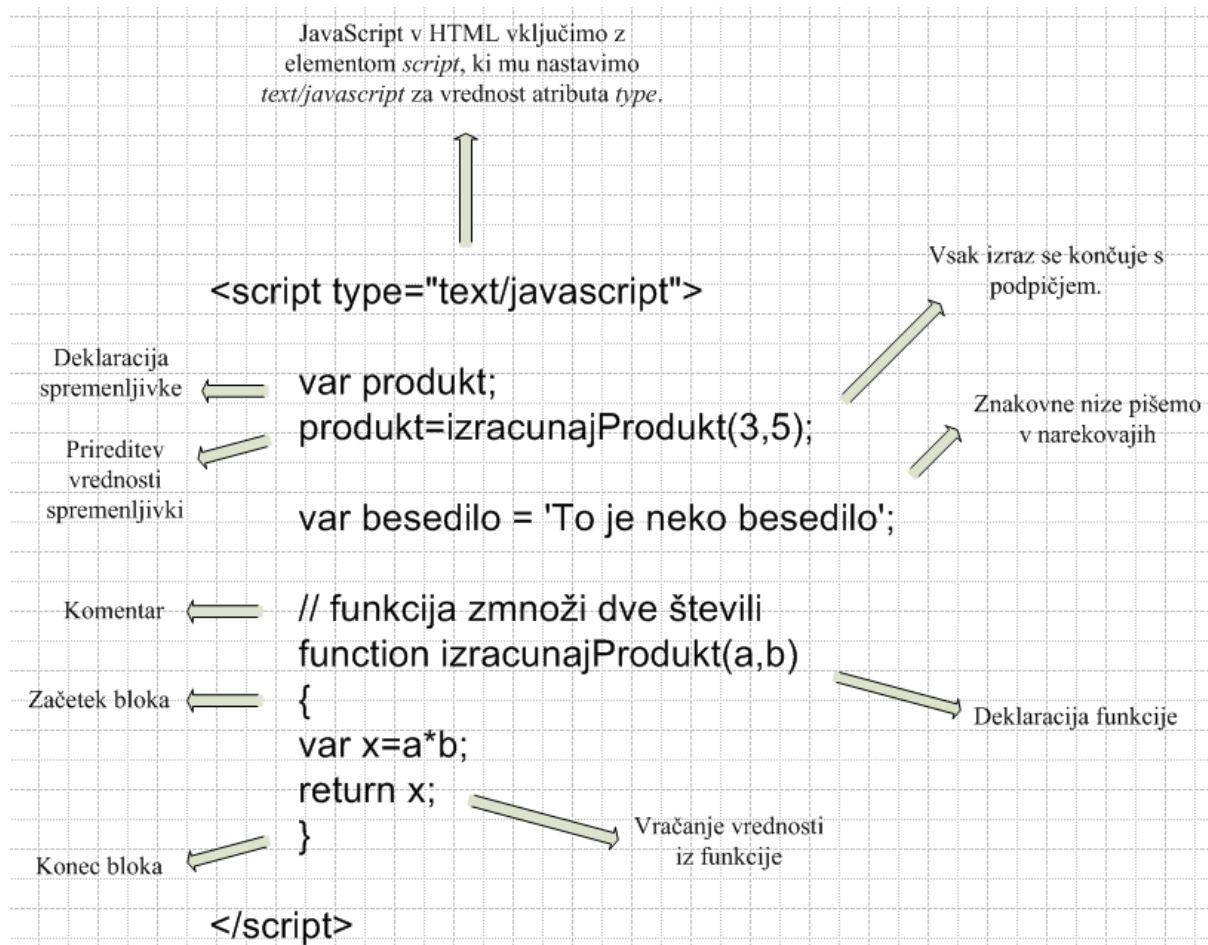 JavaScript v HTML vključimo z
elementom script, ki mu nastavimo
text/javascript za vrednost atributa type.
<script type="text/javascript">
Vsak izraz se končuje s
podpičjem.
Deklaracija
spremenljivke
var produkt;
produkt=izracunajProdukt(3,5);
Prireditev
vrednosti
spremenljivki
Znakovne nize pišemo
v narekovajih
var besedilo = 'To je neko besedilo';
Komentar
// funkcija zmnoži dve števili
function izracunajProdukt(a,b)
Deklaracija funkcije
Začetek bloka
{
var x=a*b;
return x;
Vračanje vrednosti
iz funkcije
}
Konec bloka
</script>